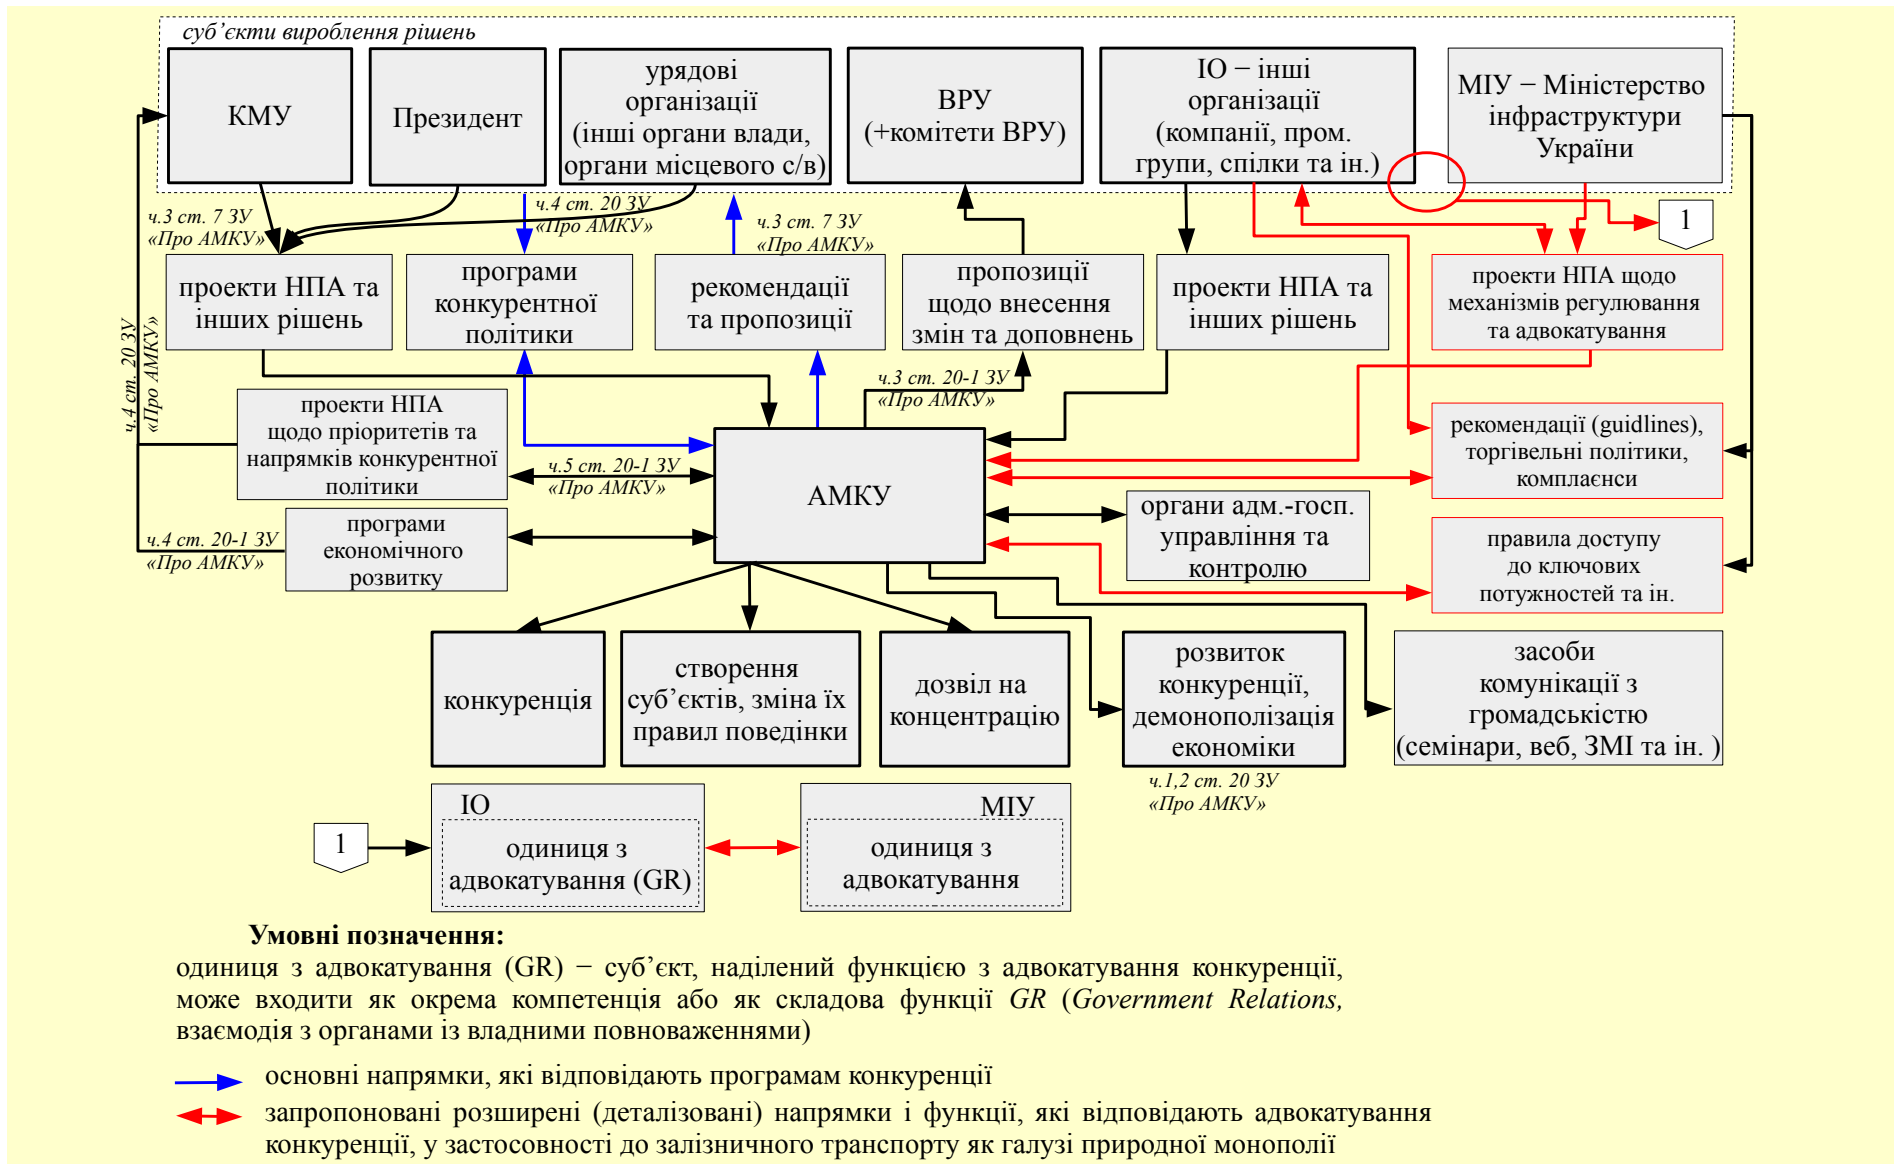 суб’єкти вироблення рішень
КМУ
Президент
урядові
організації
(інші органи влади,
органи місцевого с/в)
ВРУ
(+комітети ВРУ)
ІО − інші
організації
(компанії, пром.
групи, спілки та ін.)
МІУ − Міністерство
інфраструктури
України
ч.3 ст. 7 ЗУ
«Про АМКУ»
ч.4 ст. 20 ЗУ
«Про АМКУ»
ч.3 ст. 7 ЗУ
«Про АМКУ»
1
проекти НПА та
інших рішень
програми
конкурентної
політики
рекомендації
та пропозиції
пропозиції
щодо внесення
змін та доповнень
проекти НПА та
інших рішень
проекти НПА щодо
механізмів регулювання
та адвокатування
ч.4 ст. 20 ЗУ
«Про АМКУ»
ч.3 ст. 20-1 ЗУ
«Про АМКУ»
проекти НПА
щодо пріоритетів та
напрямків конкурентної
політики
ч.5 ст. 20-1 ЗУ
«Про АМКУ»
АМКУ
рекомендації (guidlines),
торгівельні політики,
комплаєнси
органи адм.-госп.
управління та
контролю
ч.4 ст. 20-1 ЗУ
«Про АМКУ»
програми
економічного
розвитку
правила доступу
до ключових
потужностей та ін.
конкуренція
створення
суб’єктів, зміна їх
правил поведінки
дозвіл на
концентрацію
розвиток
конкуренції,
демонополізація
економіки
засоби
комунікації з
громадськістю
(семінари, веб, ЗМІ та ін. )
ч.1,2 ст. 20 ЗУ
«Про АМКУ»
1
ІО
одиниця з
адвокатування (GR)
МІУ
одиниця з
адвокатування
Умовні позначення:
одиниця з адвокатування (GR) − суб’єкт, наділений функцією з адвокатування конкуренції,
може входити як окрема компетенція або як складова функції GR (Government Relations,
взаємодія з органами із владними повноваженнями)
основні напрямки, які відповідають програмам конкуренції
запропоновані розширені (деталізовані) напрямки і функції, які відповідають адвокатування
конкуренції, у застосовності до залізничного транспорту як галузі природної монополії